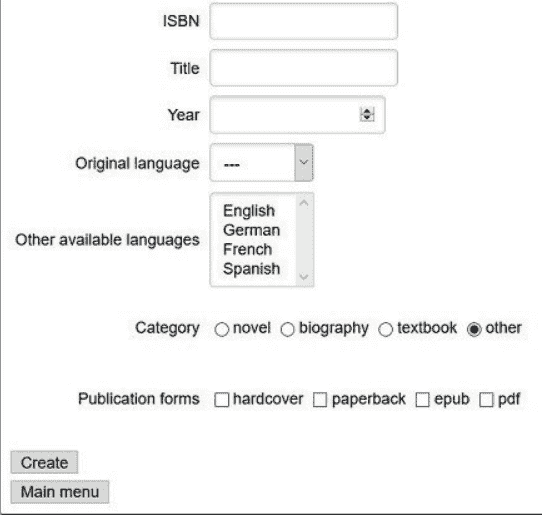 ISBN
Title
Year
Original language ---
English
German
Other available languages
French
Spanish
Category novel biography textbook other
Publication forms hardcover paperback epub pdf
Create
Main menu